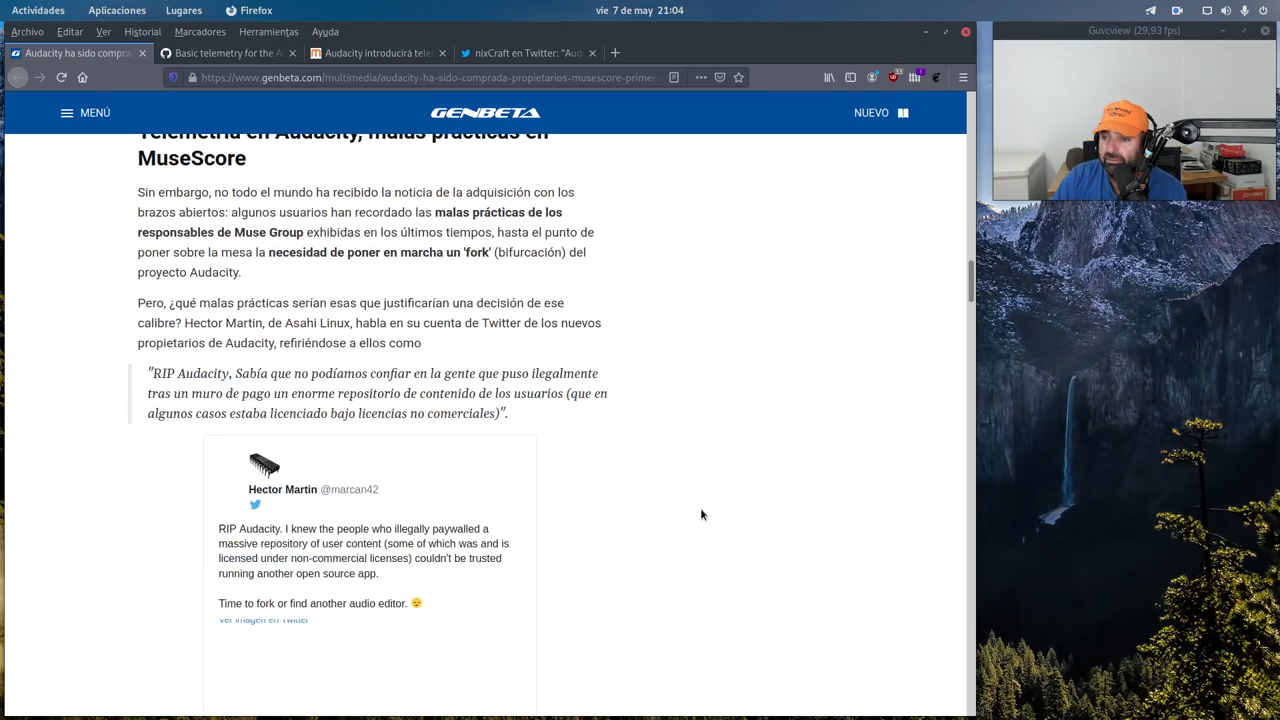 Actividades Aplicaciones Lugares Firefox vie 7 de may 21:04
Archivo Editar Ver Historial Marcadores Herramientas Ayuda
Guvcview (29,93 fps)
Audacity ha sido compra
Basic telemetry for the A
Audacity introducirá tele
nixCraft en Twitter: "Aud
https://www.genbeta.com/multimedia/audacity-ha-sido-comprada-propietarios-musescore-primer-
33
MENÚ
GENBETA
NUEVO
Telemetría en Audacity, malas prácticas en
MuseScore
Sin embargo, no todo el mundo ha recibido la noticia de la adquisición con los
brazos abiertos: algunos usuarios han recordado las malas prácticas de los
responsables de Muse Group exhibidas en los últimos tiempos, hasta el punto de
poner sobre la mesa la necesidad de poner en marcha un 'fork' (bifurcación) del
proyecto Audacity.
Pero, ¿qué malas prácticas serían esas que justificarían una decisión de ese
calibre? Hector Martin, de Asahi Linux, habla en su cuenta de Twitter de los nuevos
propietarios de Audacity, refiriéndose a ellos como
"RIP Audacity, Sabía que no podíamos confiar en la gente que puso ilegalmente
tras un muro de pago un enorme repositorio de contenido de los usuarios (que en
algunos casos estaba licenciado bajo licencias no comerciales)".
Hector Martin @marcan42
RIP Audacity. I knew the people who illegally paywalled a
massive repository of user content (some of which was and is
licensed under non-commercial licenses) couldn't be trusted
running another open source app.
Time to fork or find another audio editor. 😞
Ver imagen en Twitter